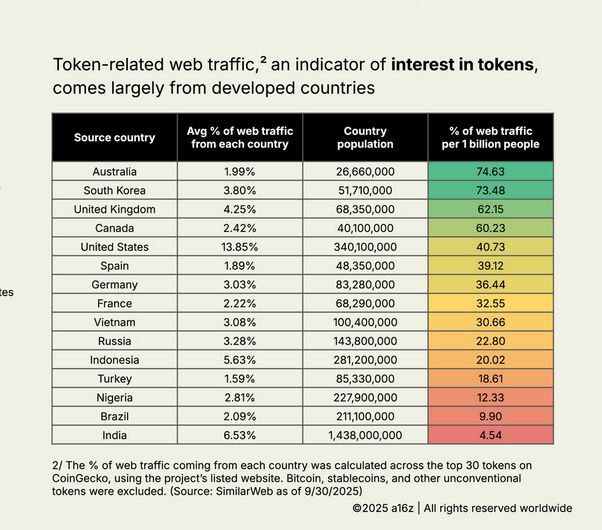 Token-related web traffic,² an indicator of interest in tokens,
comes largely from developed countries
Source country Avg % of web traffic from each country Country population % of web traffic per 1 billion people
Australia 1.99% 26,660,000 74.63
South Korea 3.80% 51,710,000 73.48
United Kingdom 4.25% 68,350,000 62.15
Canada 2.42% 40,100,000 60.23
United States 13.85% 340,100,000 40.73
Spain 1.89% 48,350,000 39.12
Germany 3.03% 83,280,000 36.44
France 2.22% 68,290,000 32.55
Vietnam 3.08% 100,400,000 30.66
Russia 3.28% 143,800,000 22.80
Indonesia 5.63% 281,200,000 20.02
Turkey 1.59% 85,330,000 18.61
Nigeria 2.81% 227,900,000 12.33
Brazil 2.09% 211,100,000 9.90
India 6.53% 1,438,000,000 4.54
2/ The % of web traffic coming from each country was calculated across the top 30 tokens on
CoinGecko, using the project's listed website. Bitcoin, stablecoins, and other unconventional
tokens were excluded. (Source: SimilarWeb as of 9/30/2025)
©2025 a16z | All rights reserved worldwide